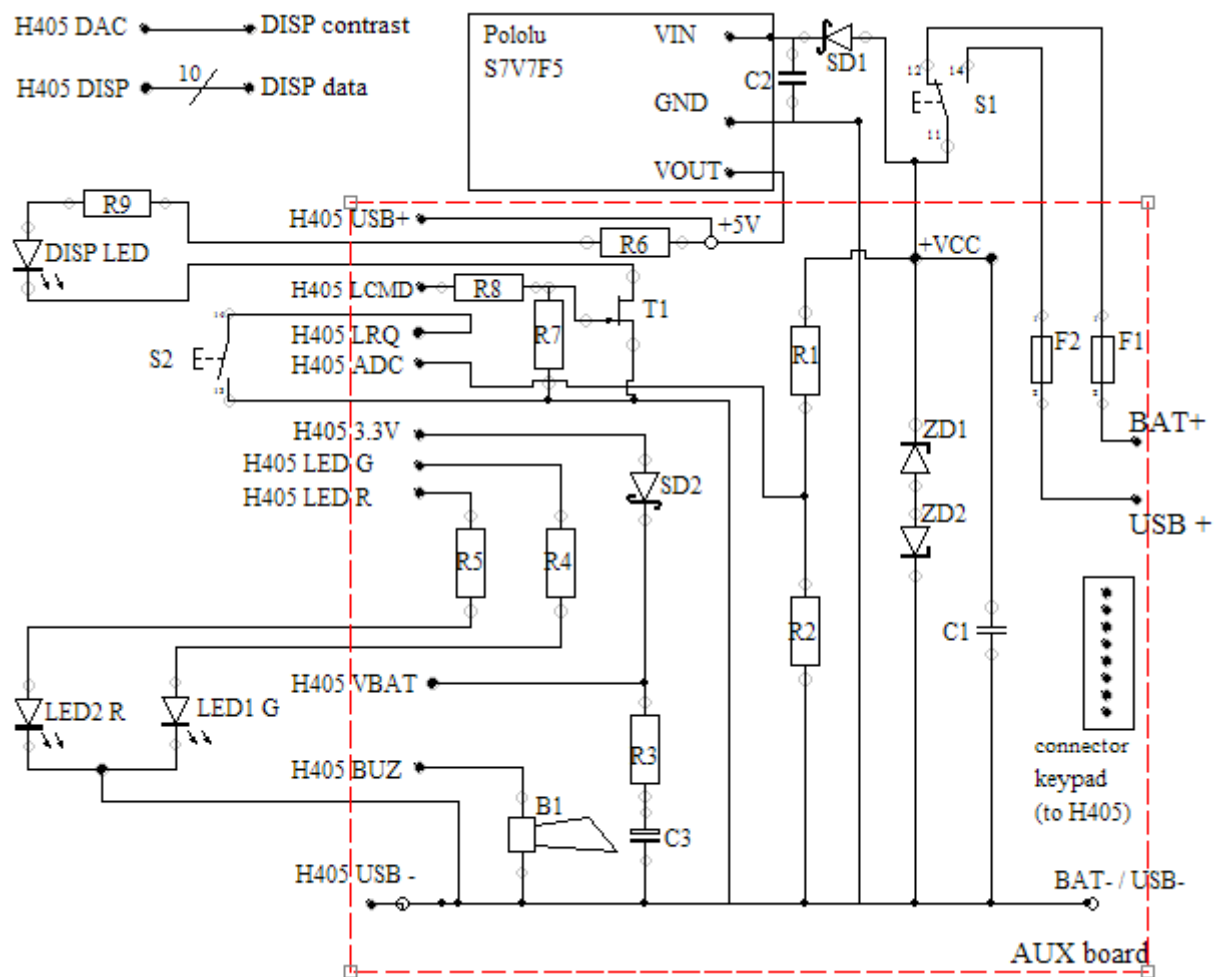 H405 DAC
DISP contrast
H405 DISP
10
DISP data
Pololu
S7V7F5
VIN
GND
VOUT
C2
SD1
12
14
S1
11
R9
DISP LED
H405 USB+
+5V
R6
+VCC
H405 LCMD
R8
T1
H405 LRQ
R7
S2
H405 ADC
R1
F2
F1
H405 3.3V
BAT+
H405 LED G
ZD1
H405 LED R
SD2
ZD2
USB +
R5
R4
R2
C1
H405 VBAT
LED2 R
LED1 G
R3
connector
keypad
(to H405)
H405 BUZ
B1
C3
H405 USB -
BAT- / USB-
AUX board